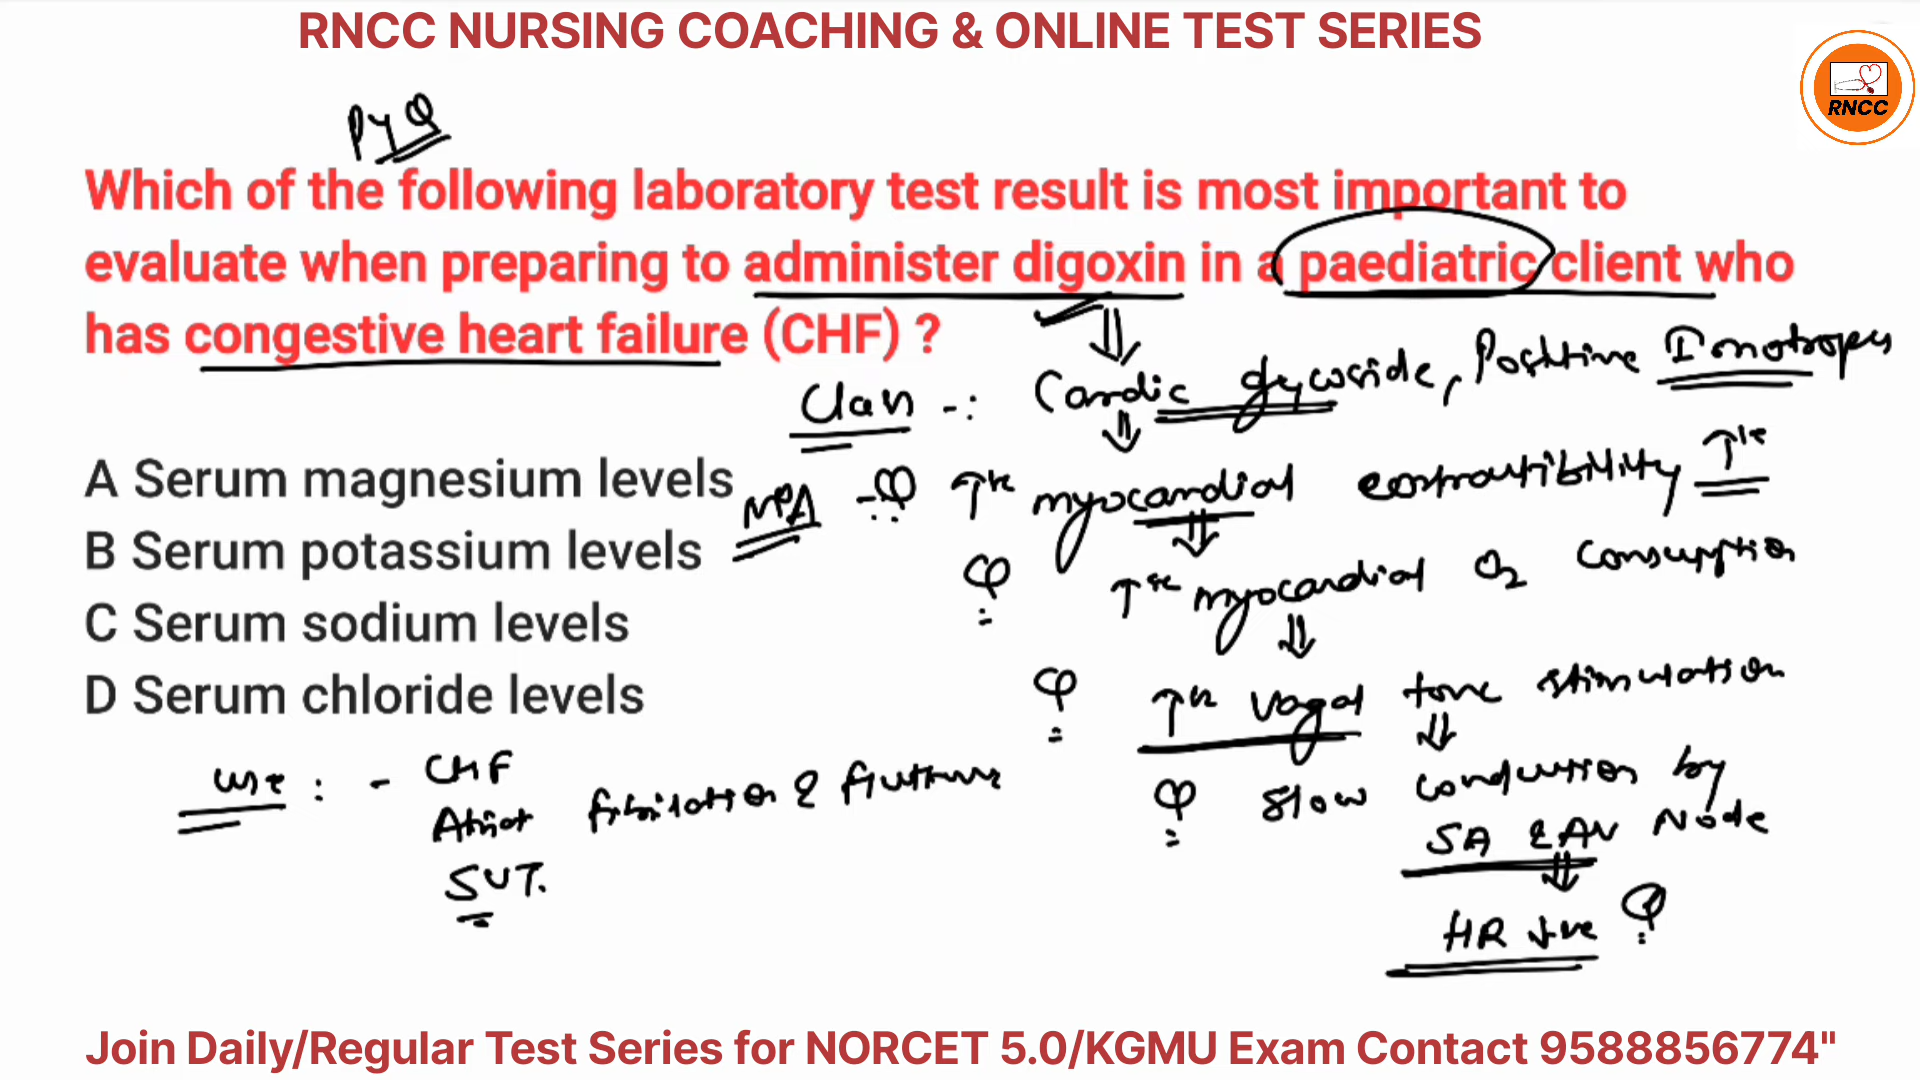 RNCC NURSING COACHING & ONLINE TEST SERIES
RNCC
PYQ
Which of the following laboratory test result is most important to
evaluate when preparing to administer digoxin in a paediatric client who
has congestive heart failure (CHF) ?
Class -: Cardic glycoside, Positive Inotropes
A Serum magnesium levels
MOA - ↑se myocardial contractibility ↑se
B Serum potassium levels
↑se myocardial O2 consumption
C Serum sodium levels
D Serum chloride levels
↑se vagal tone stimulation
use : - CHF
Atrial fibrilation & flutter
SVT.
Slow conduction by
SA & AV Node
HR ↓se
Join Daily/Regular Test Series for NORCET 5.0/KGMU Exam Contact 9588856774"